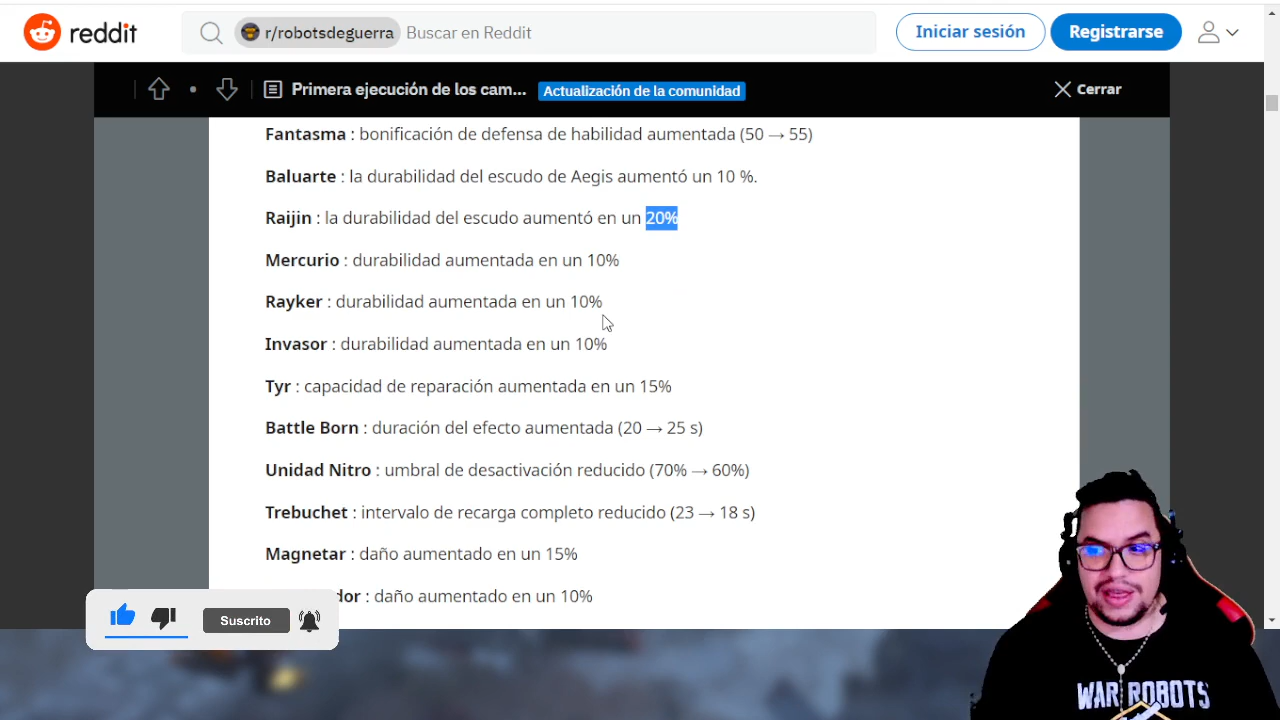 reddit
r/robotsdeguerra Buscar en Reddit
Iniciar sesión
Registrarse
Primera ejecución de los cam... Actualización de la comunidad
Cerrar
Fantasma : bonificación de defensa de habilidad aumentada (50 → 55)
Baluarte : la durabilidad del escudo de Aegis aumentó un 10 %.
Raijin : la durabilidad del escudo aumentó en un 20%
Mercurio : durabilidad aumentada en un 10%
Rayker : durabilidad aumentada en un 10%
Invasor : durabilidad aumentada en un 10%
Tyr : capacidad de reparación aumentada en un 15%
Battle Born : duración del efecto aumentada (20 → 25 s)
Unidad Nitro : umbral de desactivación reducido (70% → 60%)
Trebuchet : intervalo de recarga completo reducido (23 → 18 s)
Magnetar : daño aumentado en un 15%
dor : daño aumentado en un 10%
Suscrito
WAR ROBOTS